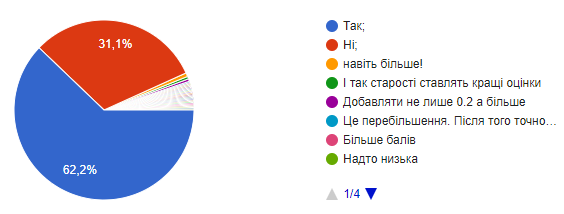 31,1%
62,2%
Так;
Ні;
навіть більше!
І так старості ставлять кращі оцінки
Добавляти не лише 0.2 а більше
Це перебільшення. Після того точно…
Більше балів
Надто низька
1/4